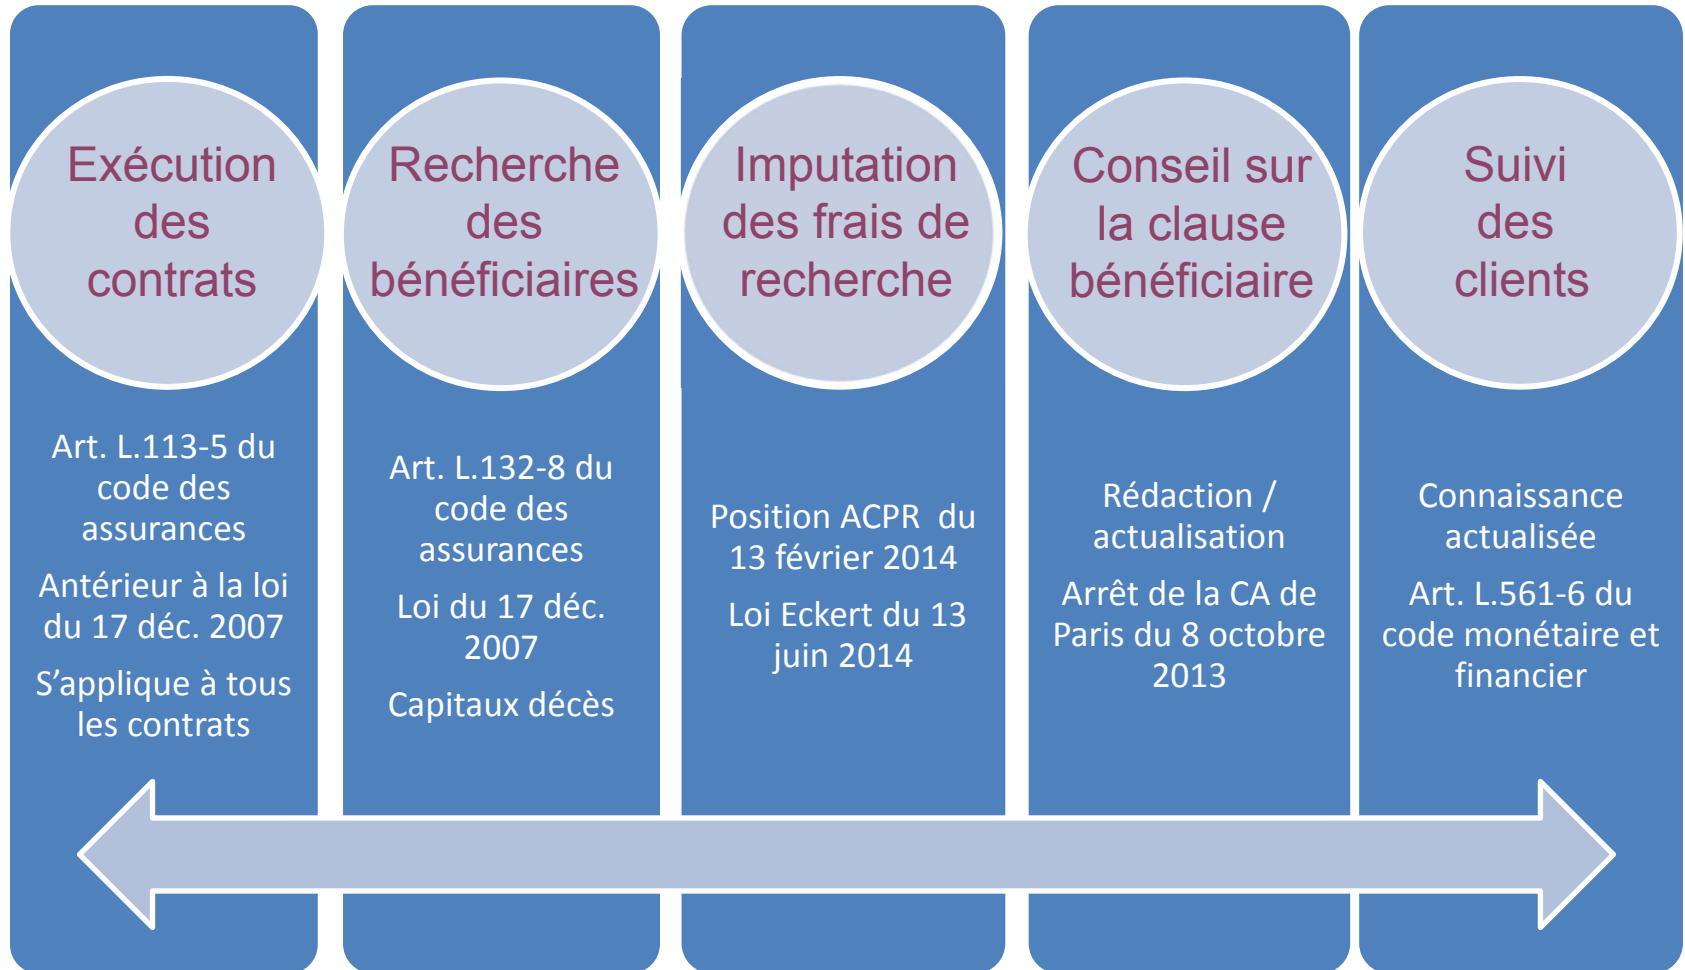 Exécution
des
contrats
Art. L.113-5 du
code des
assurances
Antérieur à la loi
du 17 déc. 2007
S’applique à tous
les contrats
Recherche
des
bénéficiaires
Art. L.132-8 du
code des
assurances
Loi du 17 déc.
2007
Capitaux décès
Imputation
des frais de
recherche
Position ACPR  du
13 février 2014
Loi Eckert du 13
juin 2014
Conseil sur
la clause
bénéficiaire
Rédaction /
actualisation
Arrêt de la CA de
Paris du 8 octobre
2013
Suivi
des
clients
Connaissance
actualisée
Art. L.561-6 du
code monétaire et
financier